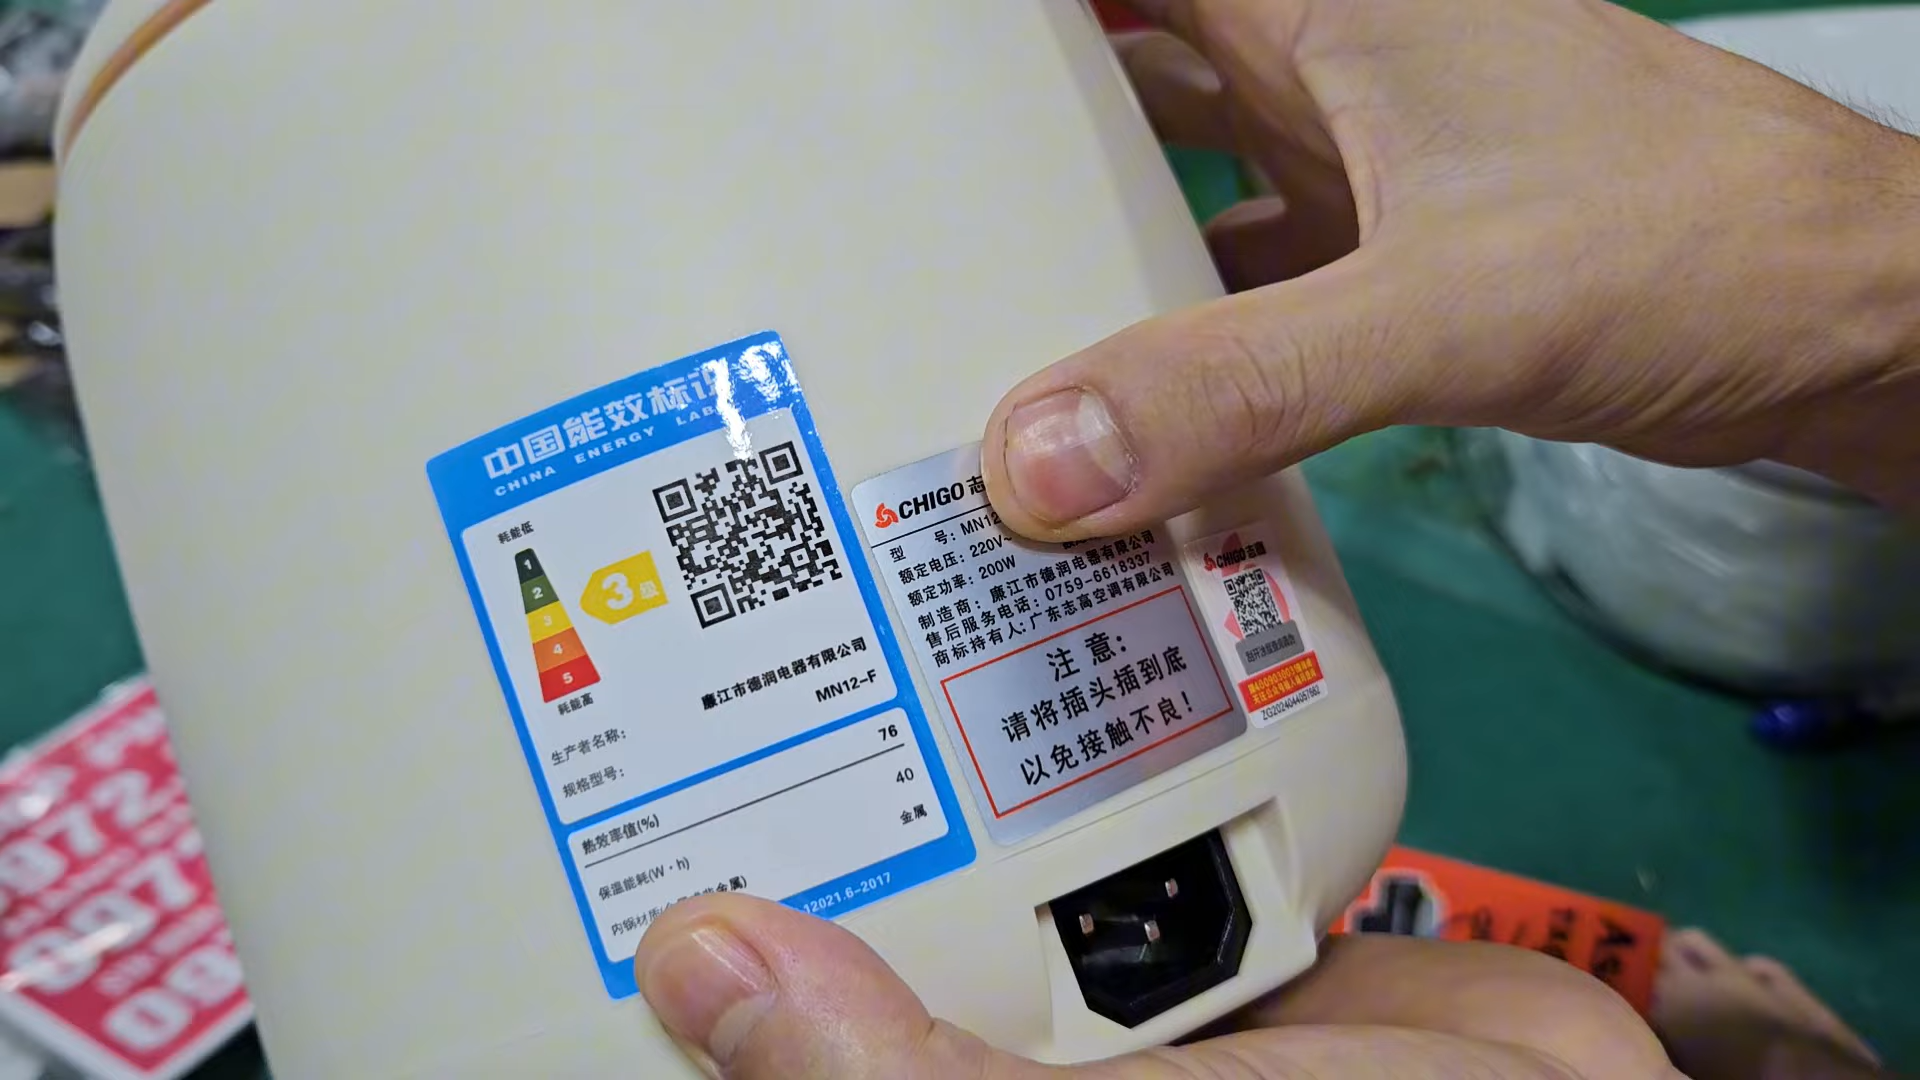 中国能效标识
CHINA ENERGY LAB
耗能低
1
2
3
4
5
耗能高
3级
生产者名称：
廉江市德润电器有限公司
规格型号：
MN12-F
热效率值(%)
76
保温能耗(W·h)
40
金属
12021.6-2017
CHIGO 志
型 号：MN12
额定电压：220V~
额定功率：200W
制造商：廉江市德润电器有限公司
售后服务电话：0759-6618337
商标持有人：广东志高空调有限公司
注 意：
请将插头插到底
以免接触不良！
CHIGO 志高
ZG202404057662